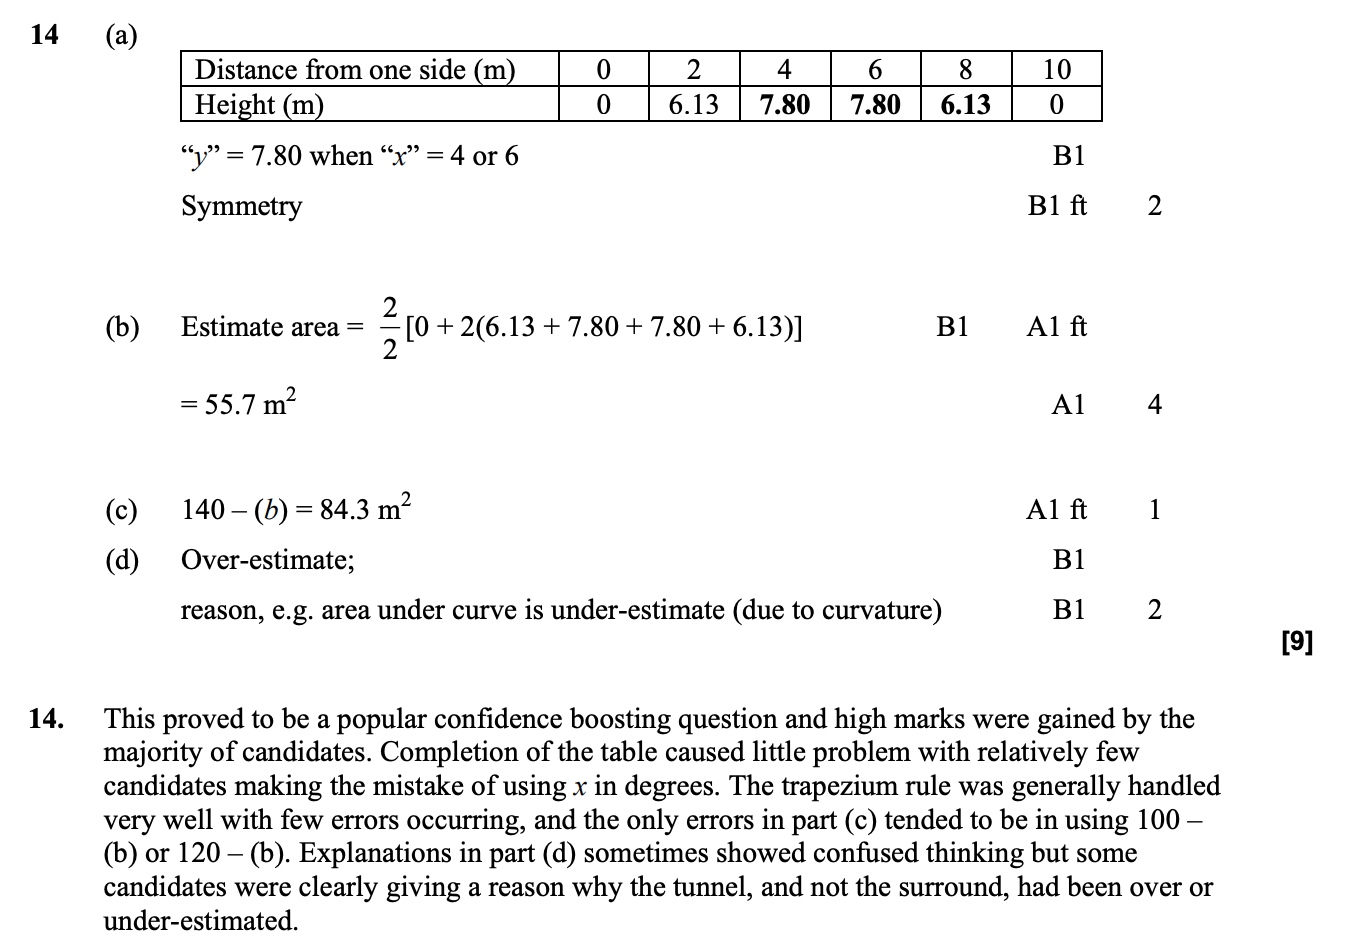 14 (a)
Distance from one side (m) 0 2 4 6 8 10
Height (m) 0 6.13 7.80 7.80 6.13 0
“y” = 7.80 when “x” = 4 or 6 B1
Symmetry B1 ft 2
(b) Estimate area = 2/2 [0 + 2(6.13 + 7.80 + 7.80 + 6.13)] B1 A1 ft
= 55.7 m² A1 4
(c) 140 – (b) = 84.3 m² A1 ft 1
(d) Over-estimate; B1
reason, e.g. area under curve is under-estimate (due to curvature) B1 2
[9]
14. This proved to be a popular confidence boosting question and high marks were gained by the
majority of candidates. Completion of the table caused little problem with relatively few
candidates making the mistake of using x in degrees. The trapezium rule was generally handled
very well with few errors occurring, and the only errors in part (c) tended to be in using 100 –
(b) or 120 – (b). Explanations in part (d) sometimes showed confused thinking but some
candidates were clearly giving a reason why the tunnel, and not the surround, had been over or
under-estimated.